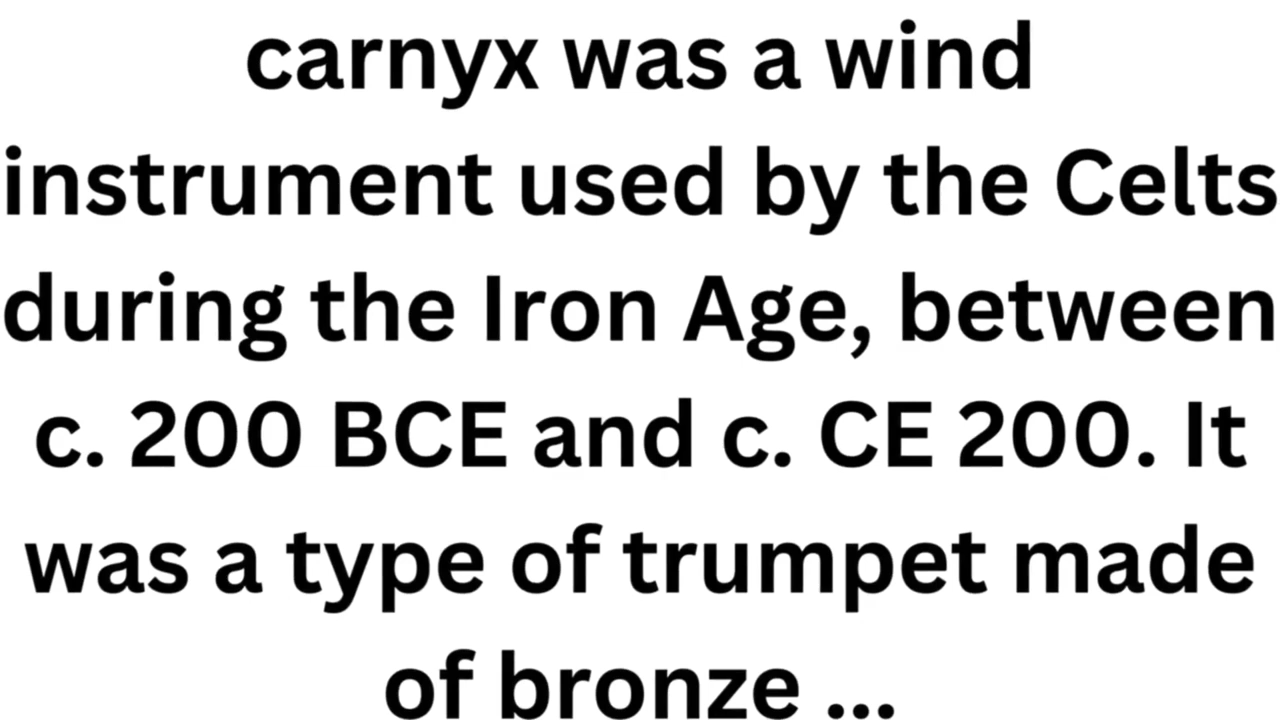 carnyx was a wind
instrument used by the Celts
during the Iron Age, between
c. 200 BCE and c. CE 200. It
was a type of trumpet made
of bronze ...